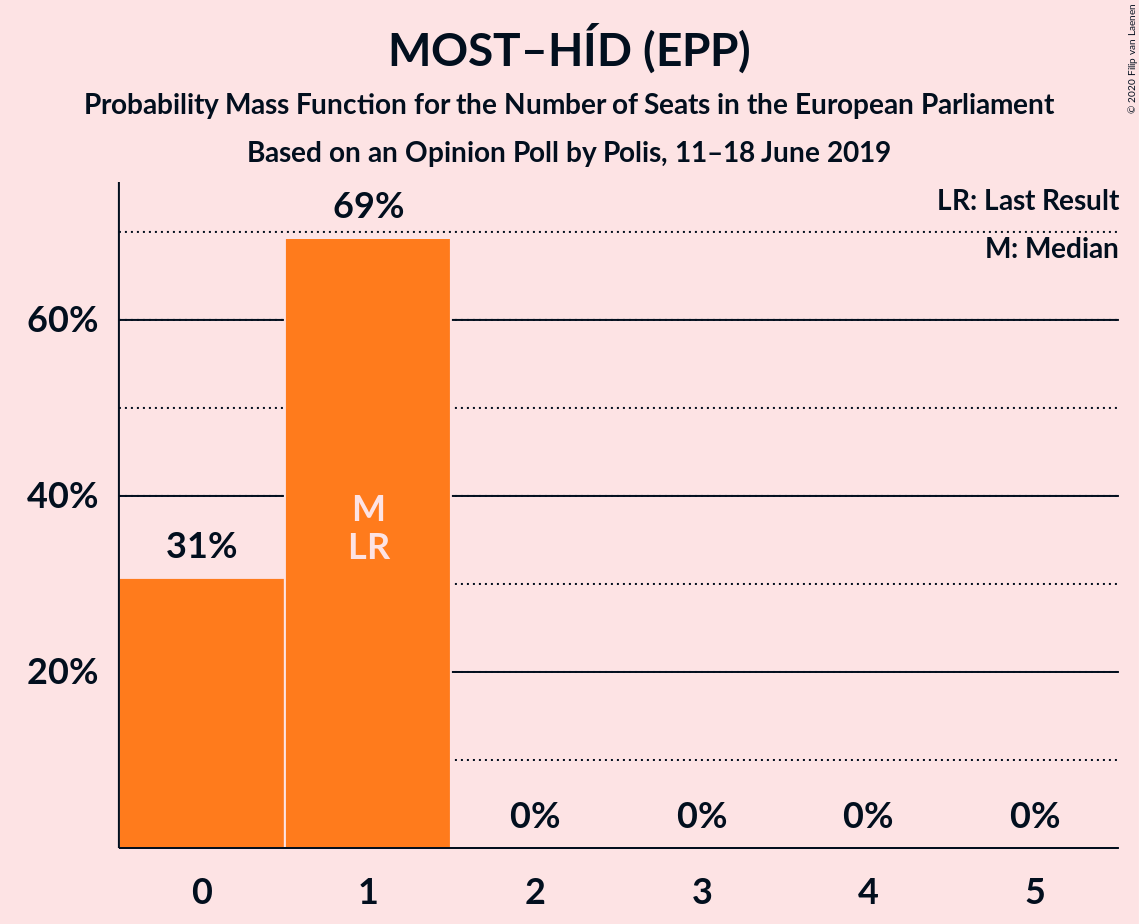 MOST–HÍD (EPP)
Probability Mass Function for the Number of Seats in the European Parliament
Based on an Opinion Poll by Polis, 11–18 June 2019
© 2020 Filip van Laenen
LR: Last Result
M: Median
69%
60%
40%
M
LR
31%
20%
0% 0% 0% 0%
0 1 2 3 4 5